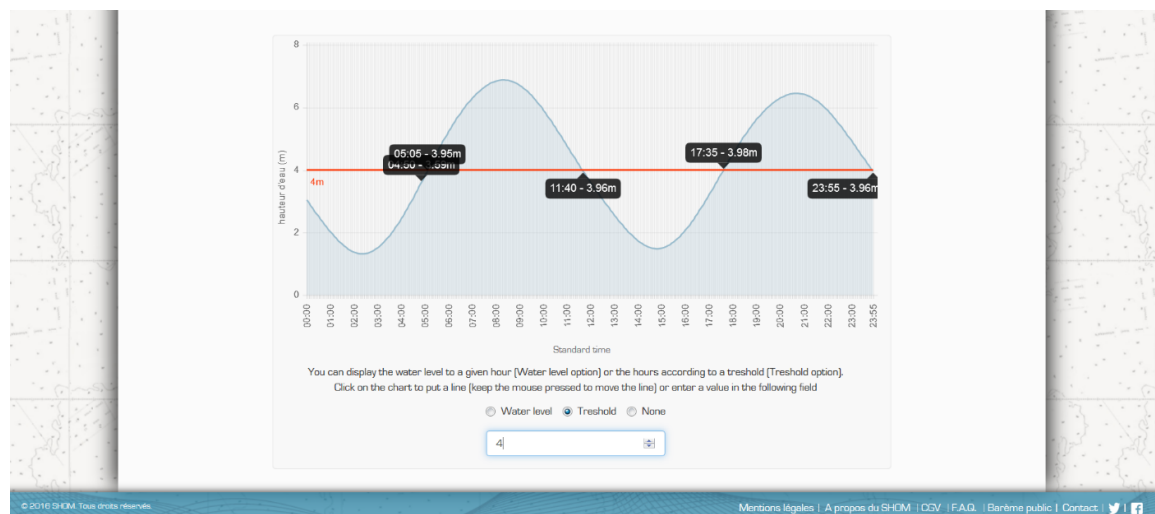 8
6
4
2
0
hauteur d'eau (m)
4m
05:05 - 3.95m
04:50 - 3.59m
11:40 - 3.96m
17:35 - 3.98m
23:55 - 3.96m
00:00
01:00
02:00
03:00
04:00
05:00
06:00
07:00
08:00
09:00
10:00
11:00
12:00
13:00
14:00
15:00
16:00
17:00
18:00
19:00
20:00
21:00
22:00
23:00
23:55
Standard time
You can display the water level to a given hour (Water level option) or the hours according to a treshold (Treshold option).
Click on the chart to put a line (keep the mouse pressed to move the line) or enter a value in the following field
Water level Treshold None
4
© 2016 SHOM. Tous droits réservés Mentions légales | A propos du SHOM | CGV | F.A.Q. | Barème public | Contact | |